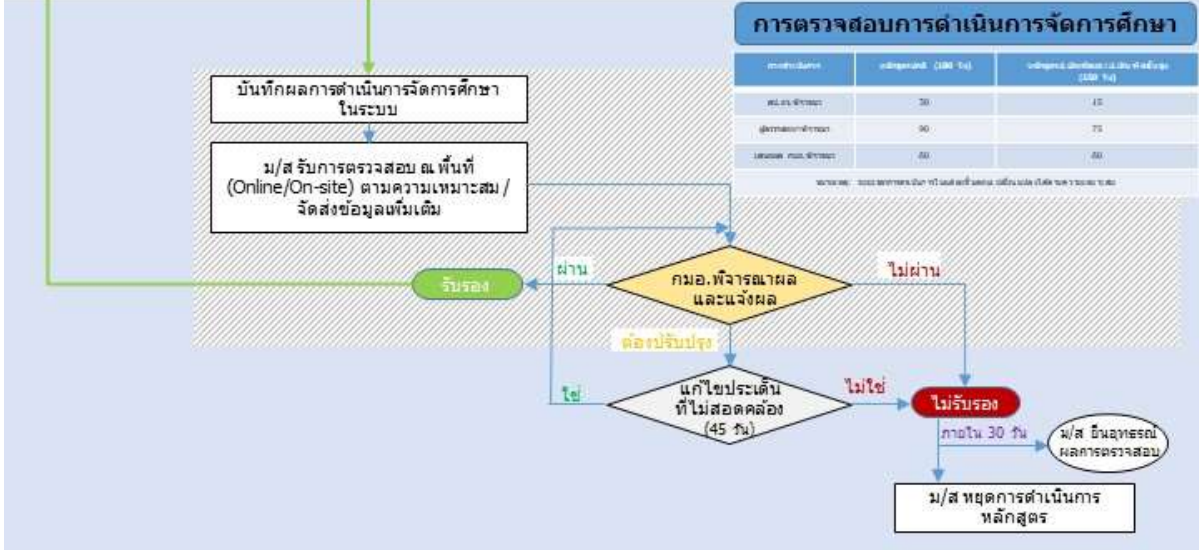 การตรวจสอบการดำเนินการจัดการศึกษา
(180 วัน)
(150 วัน)
30
15
90
75
60
60
บันทึกผลการดำเนินการจัดการศึกษา
ในระบบ
ม/ส รับการตรวจสอบ ณ พื้นที่
(Online/On-site) ตามความเหมาะสม /
จัดส่งข้อมูลเพิ่มเติม
รับรอง
ผ่าน
กมอ.พิจารณาผล
และแจ้งผล
ไม่ผ่าน
ต้องปรับปรุง
ใช่
แก้ไขประเด็น
ที่ไม่สอดคล้อง
(45 วัน)
ไม่ใช่
ไม่รับรอง
ภายใน 30 วัน
ม/ส ยื่นอุทธรณ์
ผลการตรวจสอบ
ม/ส หยุดการดำเนินการ
หลักสูตร